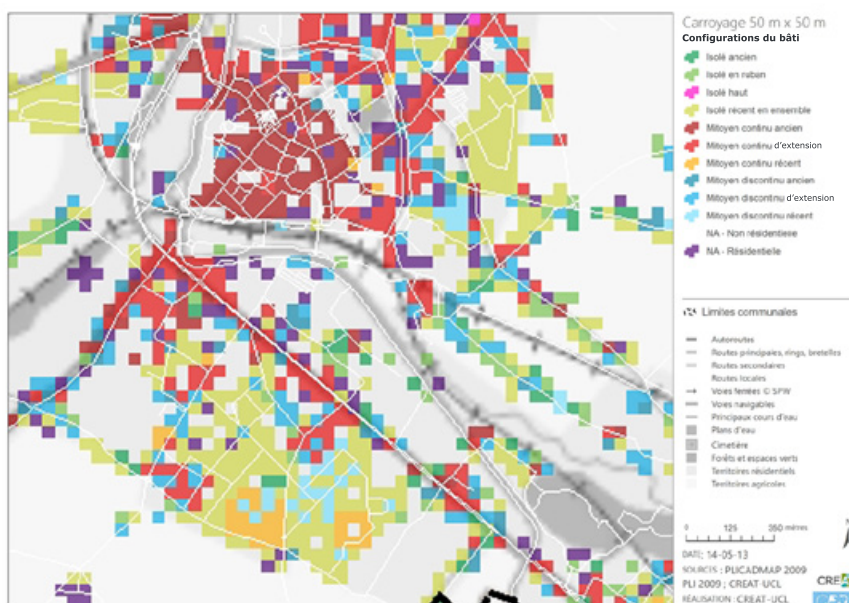 Carroyage 50 m x 50 m
Configurations du bâti
Isolé ancien
Isolé en ruban
Isolé haut
Isolé récent en ensemble
Mitoyen continu ancien
Mitoyen continu d'extension
Mitoyen continu récent
Mitoyen discontinu ancien
Mitoyen discontinu d'extension
Mitoyen discontinu récent
NA - Non résidentiese
NA - Résidentielle
Limites communales
Autoroutes
Routes principales, rings, bretelles
Routes secondaires
Routes locales
Voies ferrées © SPW
Voies navigables
Principaux cours d'eau
Plans d'eau
Cimetière
Forêts et espaces verts
Territoires résidentiels
Territoires agricoles
0 125 350 mètres
DATE: 14-05-13
SOURCES : PLICADMAP 2009
PLI 2009 ; CREAT-UCL
RÉALISATION : CREAT-UCL